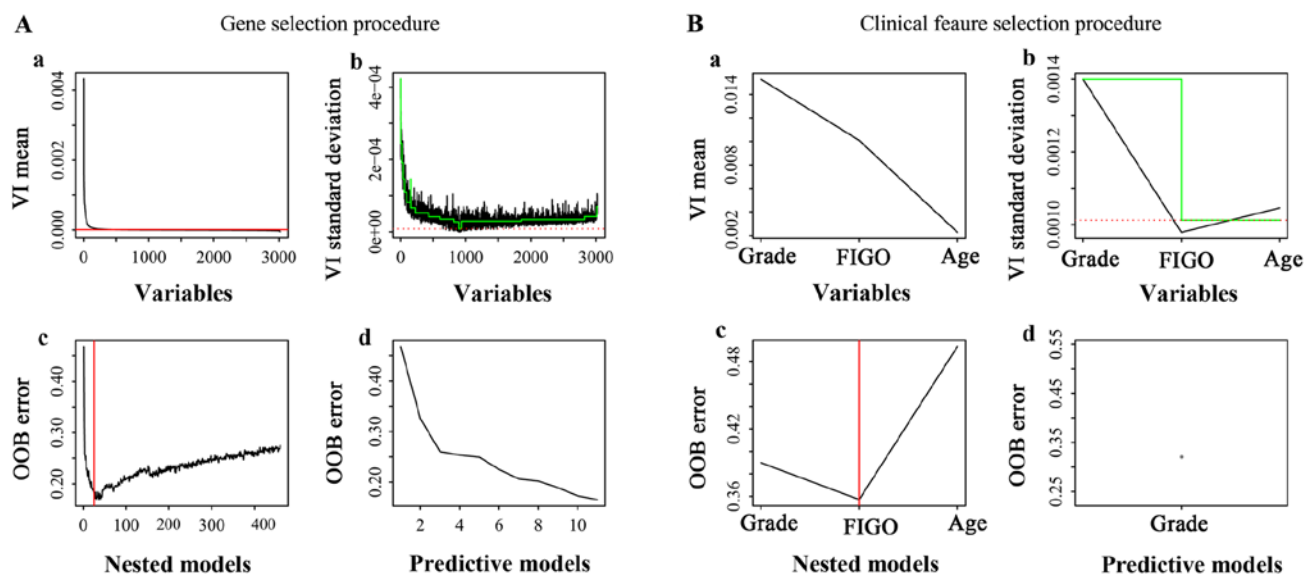 A Gene selection procedure
a
VI mean
0.004
0.002
0.000
0 1000 2000 3000
Variables
b
VI standard deviation
4e−04
2e−04
0e+00
0 1000 2000 3000
Variables
c
OOB error
0.40
0.30
0.20
0 100 200 300 400
Nested models
d
OOB error
0.40
0.30
0.20
2 4 6 8 10
Predictive models
B Clinical feaure selection procedure
a
VI mean
0.014
0.008
0.002
Grade FIGO Age
Variables
b
VI standard deviation
0.0014
0.0012
0.0010
Grade FIGO Age
Variables
c
OOB error
0.48
0.42
0.36
Grade FIGO Age
Nested models
d
OOB error
0.55
0.45
0.35
0.25
Grade
Predictive models